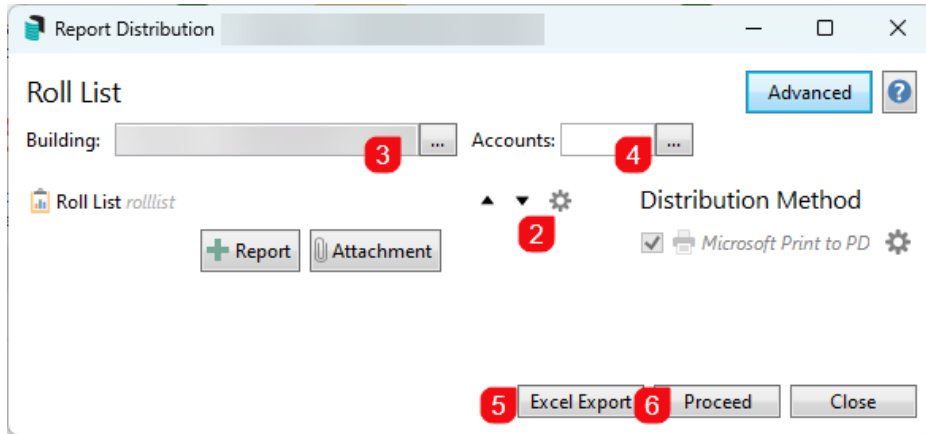 Report Distribution
Roll List
Advanced
?
Building: ... Accounts: ...
3
4
Roll List rolllist
Distribution Method
2
Microsoft Print to PD
Report Attachment
5 Excel Export 6 Proceed Close